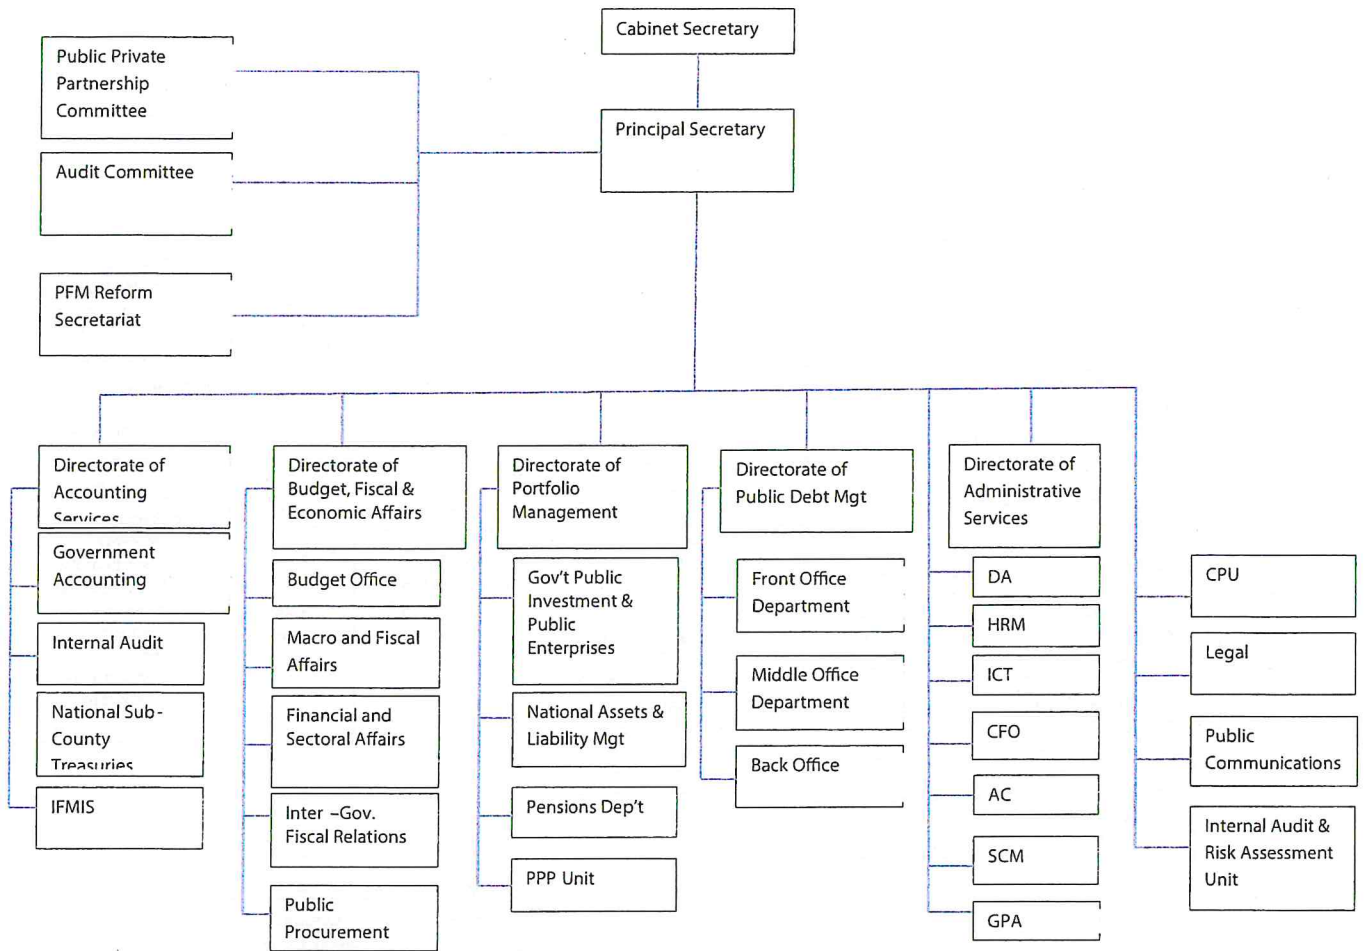 Cabinet Secretary
Public Private
Partnership
Committee
Principal Secretary
Audit Committee
PFM Reform
Secretariat
Directorate of
Accounting
Services
Government
Accounting
Internal Audit
National Sub-
County
Treasuries
IFMIS
Directorate of
Budget, Fiscal &
Economic Affairs
Budget Office
Macro and Fiscal
Affairs
Financial and
Sectoral Affairs
Inter –Gov.
Fiscal Relations
Public
Procurement
Directorate of
Portfolio
Management
Gov't Public
Investment &
Public
Enterprises
National Assets &
Liability Mgt
Pensions Dep't
PPP Unit
Directorate of
Public Debt Mgt
Front Office
Department
Middle Office
Department
Back Office
Directorate of
Administrative
Services
DA
HRM
ICT
CFO
AC
SCM
GPA
CPU
Legal
Public
Communications
Internal Audit &
Risk Assessment
Unit